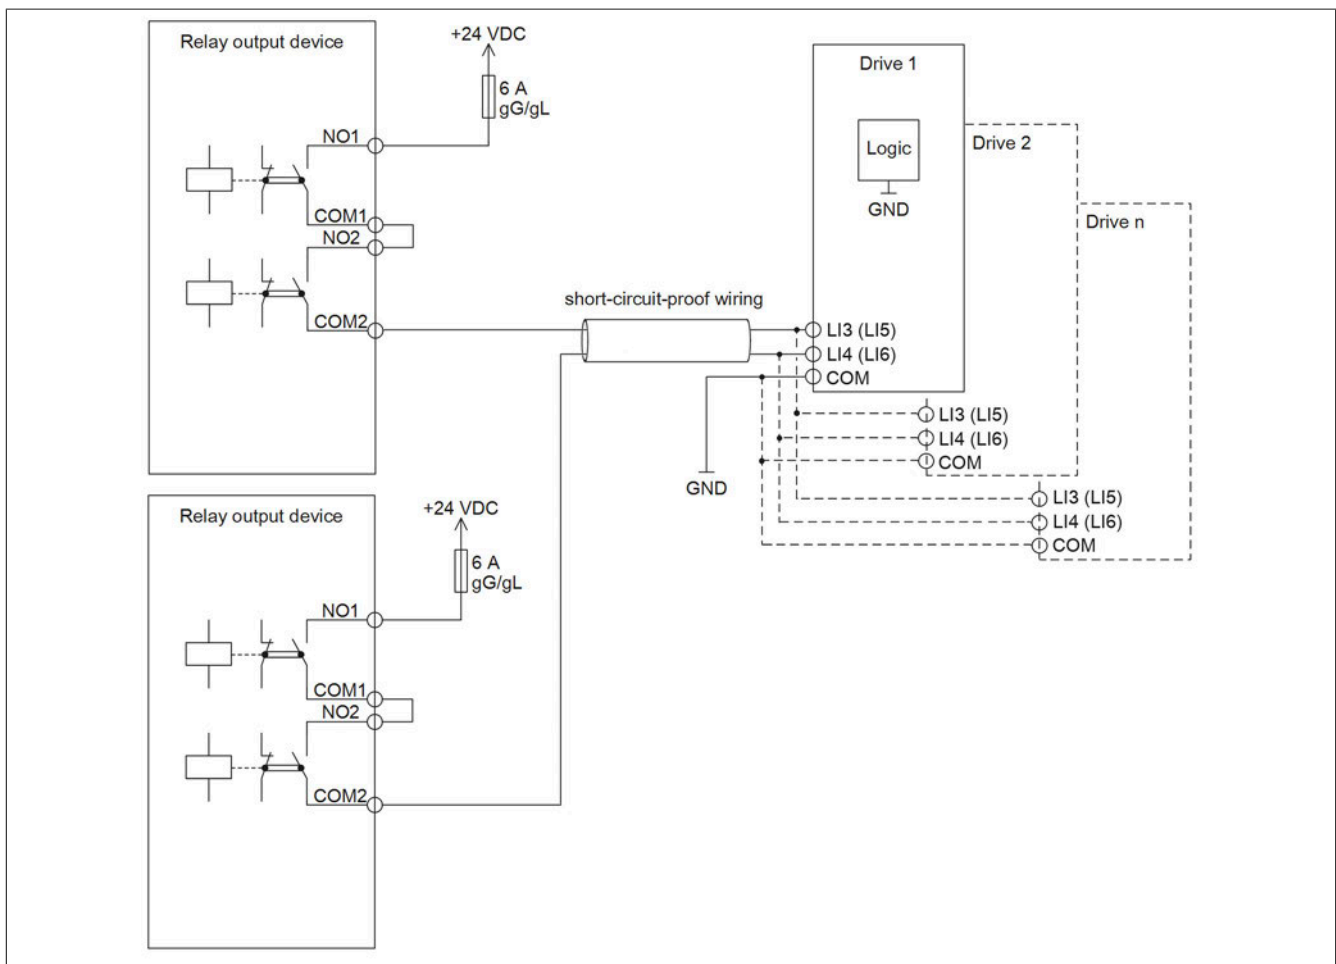 Relay output device
+24 VDC
6 A
gG/gL
NO1
COM1
NO2
COM2
short-circuit-proof wiring
Drive 1
Logic
GND
Drive 2
Drive n
LI3 (LI5)
LI4 (LI6)
COM
LI3 (LI5)
LI4 (LI6)
COM
LI3 (LI5)
LI4 (LI6)
COM
GND
Relay output device
+24 VDC
6 A
gG/gL
NO1
COM1
NO2
COM2